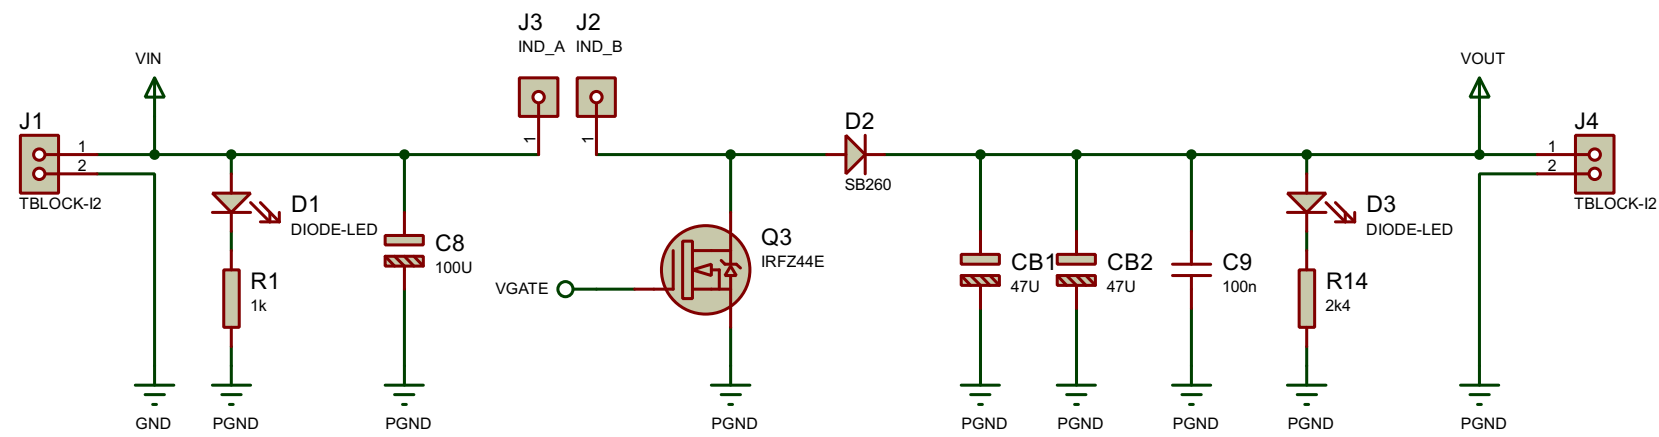 J3 J2
IND_A IND_B
VIN
VOUT
1 1
J1
1
2
TBLOCK-I2
D1
DIODE-LED
R1
1k
C8
100U
VGATE
Q3
IRFZ44E
D2
SB260
CB1
47U
CB2
47U
C9
100n
D3
DIODE-LED
R14
2k4
J4
1
2
TBLOCK-I2
GND PGND PGND PGND PGND PGND PGND PGND PGND